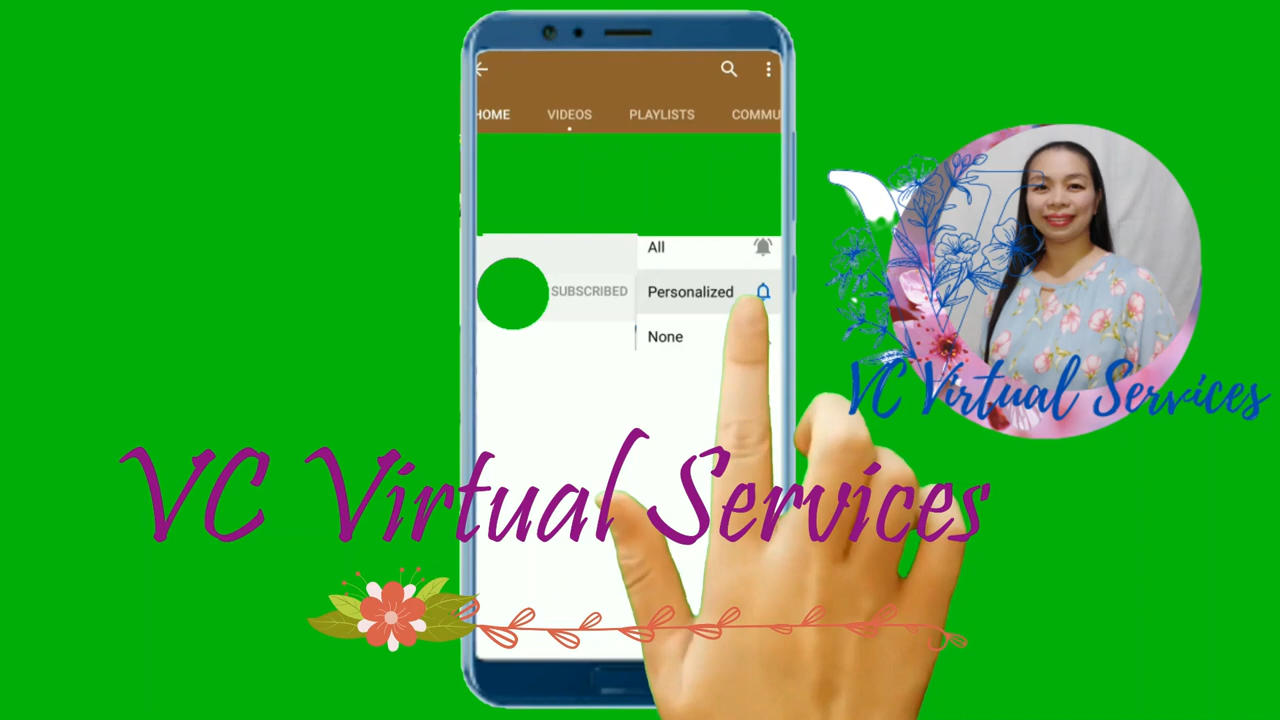 HOME VIDEOS PLAYLISTS COMMU
All
SUBSCRIBED
Personalized
None
VC Virtual Services
VC Virtual Services